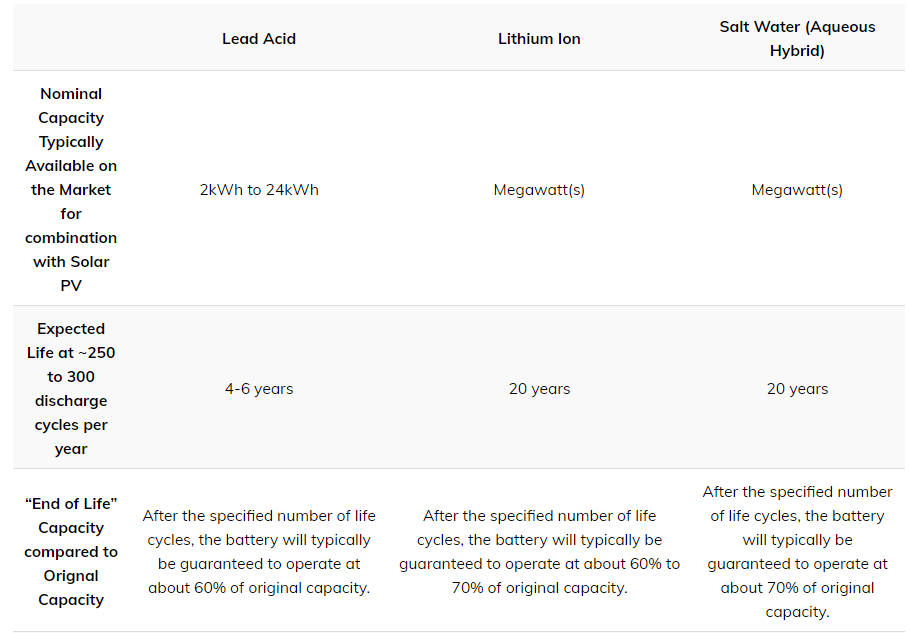 Lead Acid
Lithium Ion
Salt Water (Aqueous
Hybrid)
Nominal
Capacity
Typically
Available on
the Market
for
combination
with Solar
PV
2kWh to 24kWh
Megawatt(s)
Megawatt(s)
Expected
Life at ~250
to 300
discharge
cycles per
year
4-6 years
20 years
20 years
“End of Life”
Capacity
compared to
Orignal
Capacity
After the specified number of life
cycles, the battery will typically
be guaranteed to operate at
about 60% of original capacity.
After the specified number of life
cycles, the battery will typically be
guaranteed to operate at about 60% to
70% of original capacity.
After the specified number
of life cycles, the battery
will typically be
guaranteed to operate at
about 70% of original
capacity.